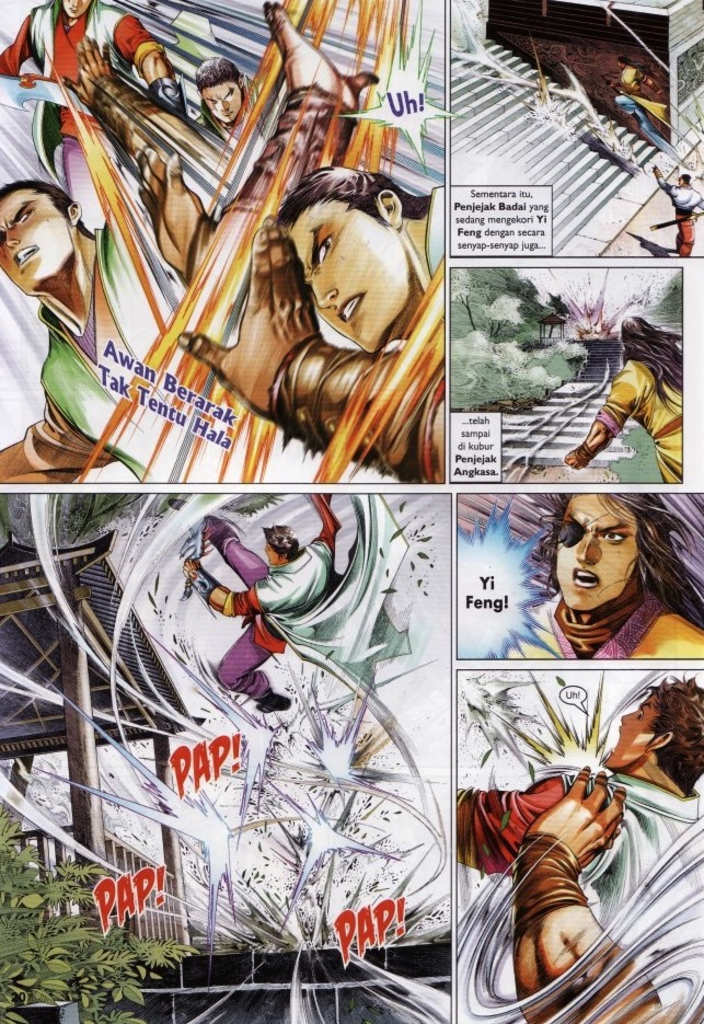 Uh!
Awan Berarak
Tak Tentu Hala
Sementara itu,
Penjejak Badai yang
sedang mengekori Yi
Feng dengan secara
senyap-senyap juga...
...telah
sampai
di kubur
Penjejak
Angkasa.
PAP!
PAP!
PAP!
Yi
Feng!
Uh!
20